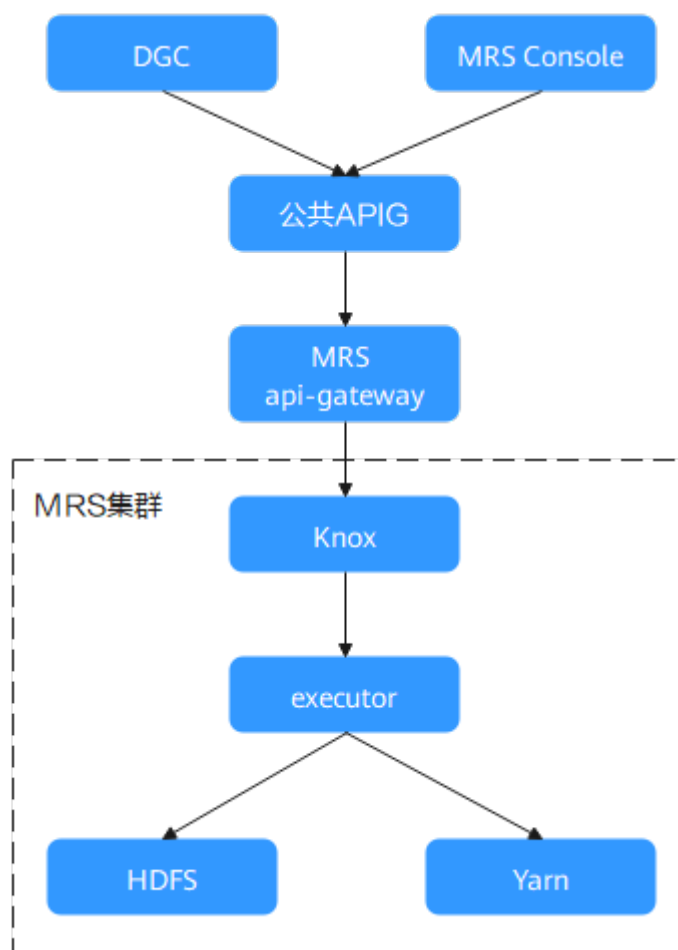 DGC
MRS Console
公共APIG
MRS
api-gateway
MRS集群
Knox
executor
HDFS
Yarn